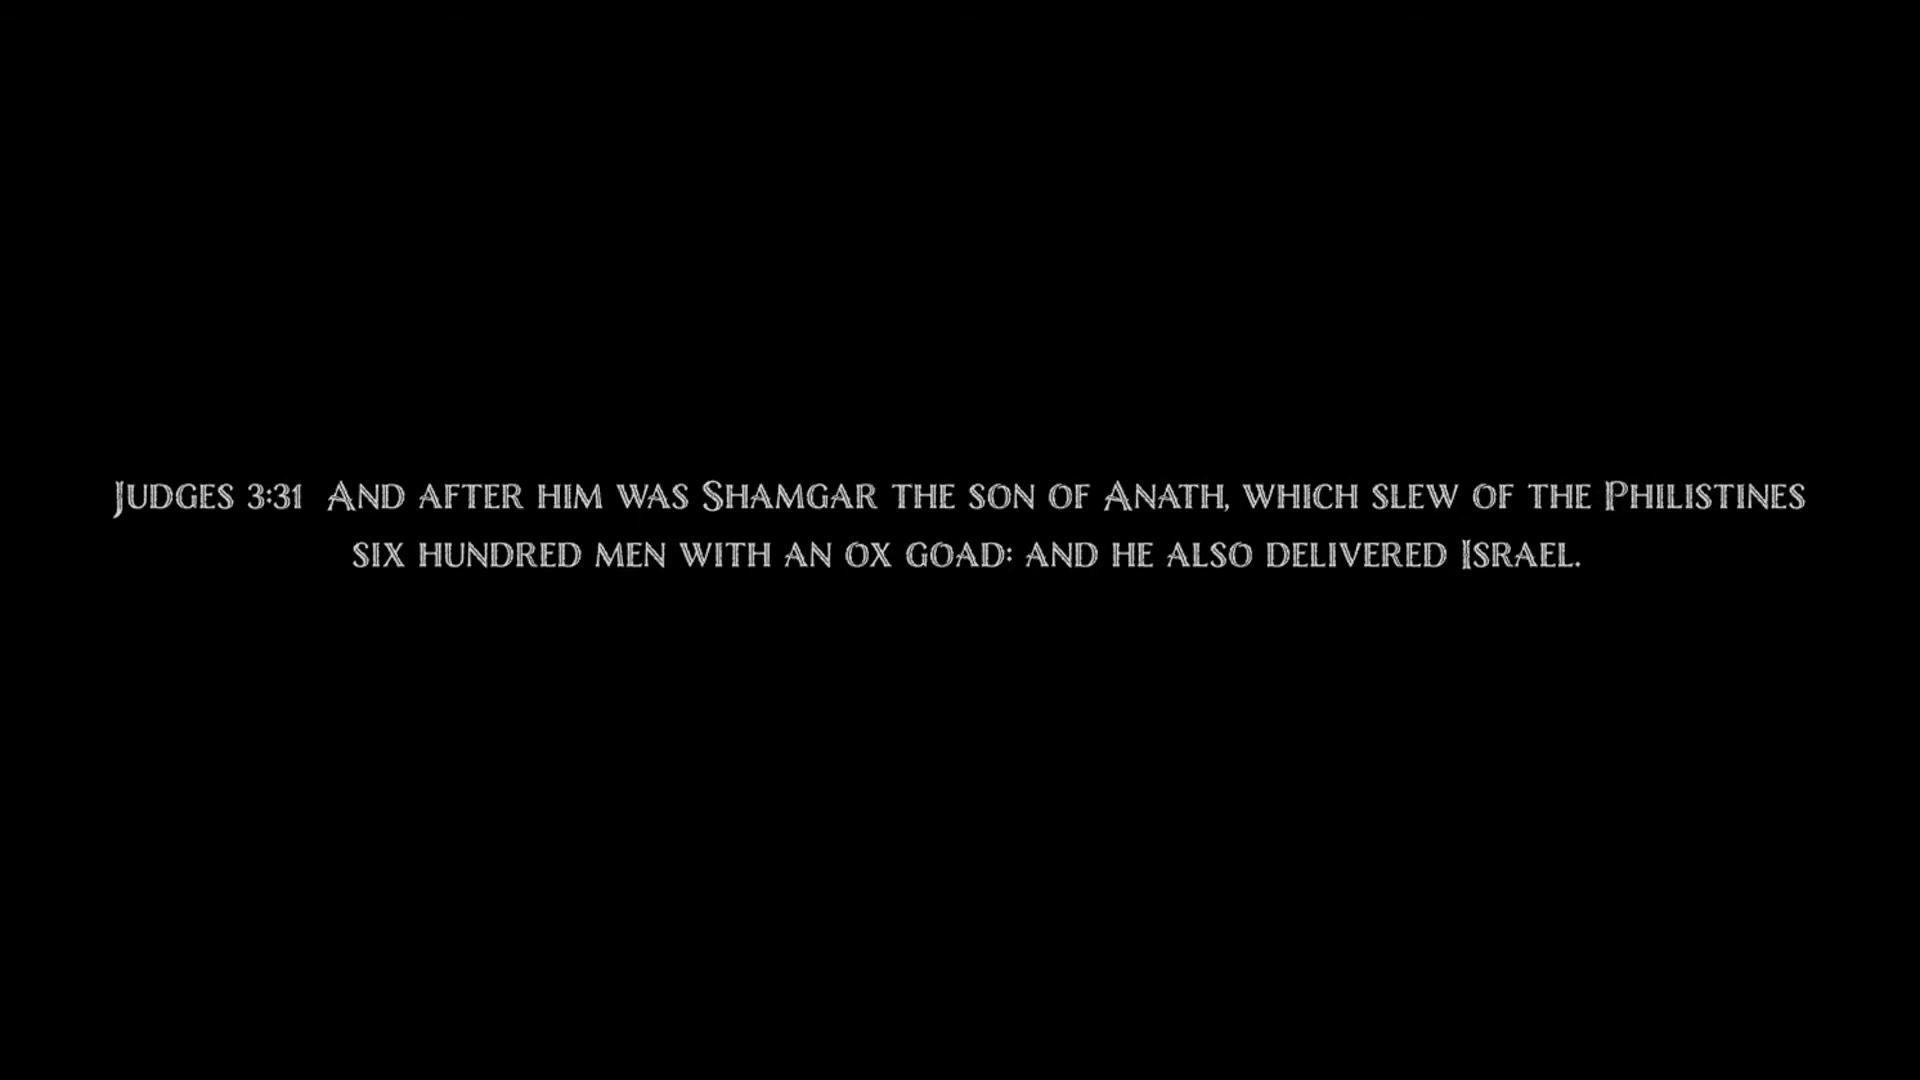 Judges 3:31  And after him was Shamgar the son of Anath, which slew of the Philistines
six hundred men with an ox goad: and he also delivered Israel.